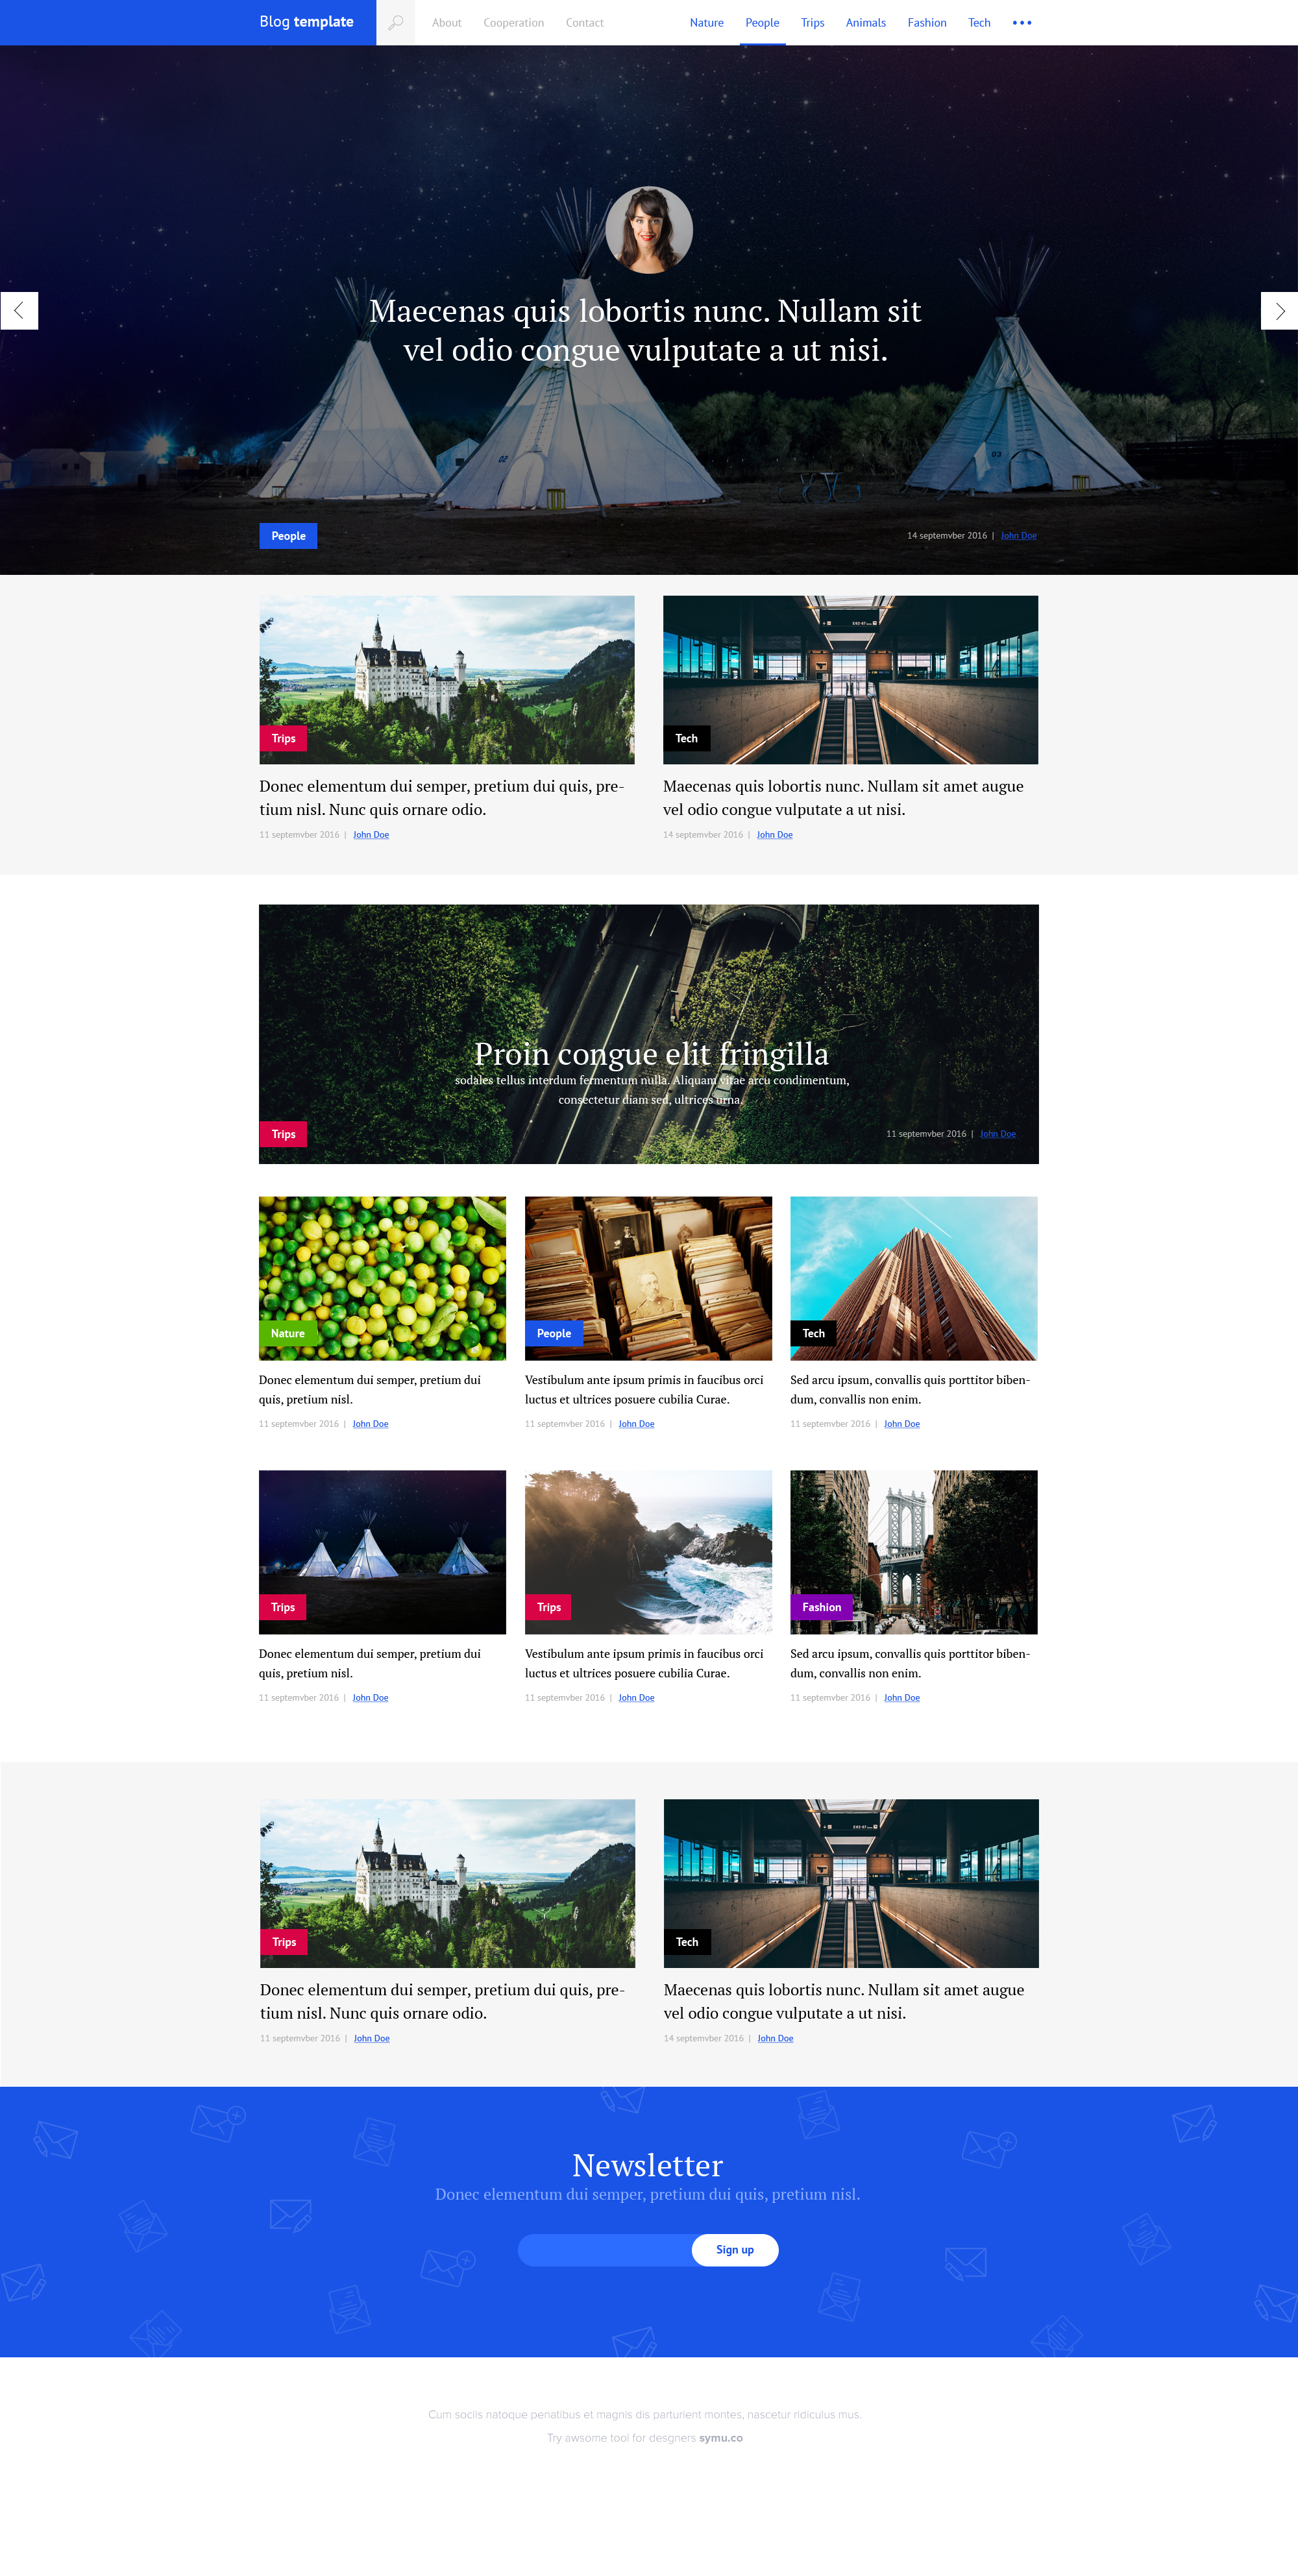 Blog template
About Cooperation Contact
Nature People Trips Animals Fashion Tech
Maecenas quis lobortis nunc. Nullam sit
vel odio congue vulputate a ut nisi.
02
03
People
14 septemvber 2016 | John Doe
Trips
Donec elementum dui semper, pretium dui quis, pre-
tium nisl. Nunc quis ornare odio.
11 septemvber 2016 | John Doe
Tech
Maecenas quis lobortis nunc. Nullam sit amet augue
vel odio congue vulputate a ut nisi.
14 septemvber 2016 | John Doe
Proin congue elit fringilla
sodales tellus interdum fermentum nulla. Aliquam vitae arcu condimentum,
consectetur diam sed, ultrices urna.
Trips
11 septemvber 2016 | John Doe
Nature
Donec elementum dui semper, pretium dui
quis, pretium nisl.
11 septemvber 2016 | John Doe
People
Vestibulum ante ipsum primis in faucibus orci
luctus et ultrices posuere cubilia Curae.
11 septemvber 2016 | John Doe
Tech
Sed arcu ipsum, convallis quis porttitor biben-
dum, convallis non enim.
11 septemvber 2016 | John Doe
Trips
Donec elementum dui semper, pretium dui
quis, pretium nisl.
11 septemvber 2016 | John Doe
Trips
Vestibulum ante ipsum primis in faucibus orci
luctus et ultrices posuere cubilia Curae.
11 septemvber 2016 | John Doe
Fashion
Sed arcu ipsum, convallis quis porttitor biben-
dum, convallis non enim.
11 septemvber 2016 | John Doe
Trips
Donec elementum dui semper, pretium dui quis, pre-
tium nisl. Nunc quis ornare odio.
11 septemvber 2016 | John Doe
Tech
Maecenas quis lobortis nunc. Nullam sit amet augue
vel odio congue vulputate a ut nisi.
14 septemvber 2016 | John Doe
Newsletter
Donec elementum dui semper, pretium dui quis, pretium nisl.
Sign up
Cum sociis natoque penatibus et magnis dis parturient montes, nascetur ridiculus mus.
Try awsome tool for desgners symu.co